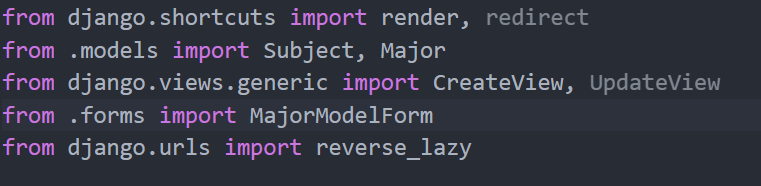 from django.shortcuts import render, redirect
from .models import Subject, Major
from django.views.generic import CreateView, UpdateView
from .forms import MajorModelForm
from django.urls import reverse_lazy